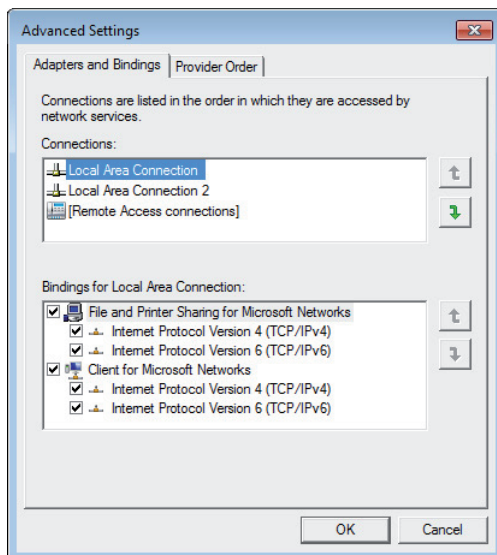 Advanced Settings
Adapters and Bindings Provider Order
Connections are listed in the order in which they are accessed by
network services.
Connections:
Local Area Connection
Local Area Connection 2
[Remote Access connections]
Bindings for Local Area Connection:
File and Printer Sharing for Microsoft Networks
Internet Protocol Version 4 (TCP/IPv4)
Internet Protocol Version 6 (TCP/IPv6)
Client for Microsoft Networks
Internet Protocol Version 4 (TCP/IPv4)
Internet Protocol Version 6 (TCP/IPv6)
OK Cancel